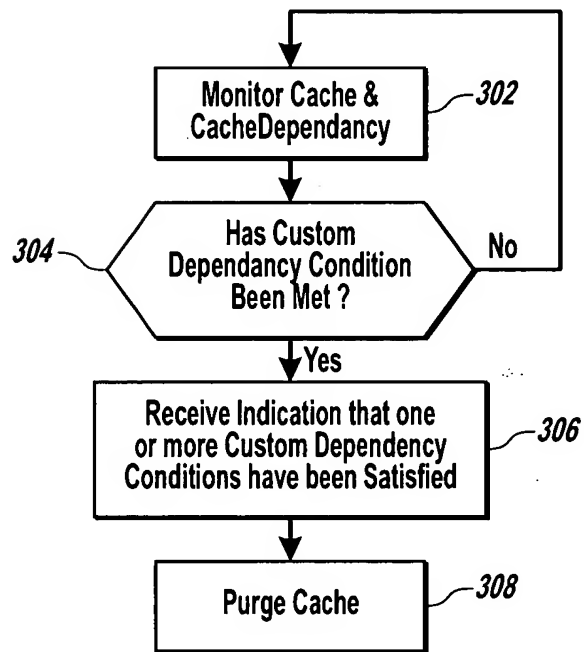 Monitor Cache &
CacheDependancy
302
304
Has Custom
Dependancy Condition
Been Met ?
No
Yes
Receive Indication that one
or more Custom Dependency
Conditions have been Satisfied
306
Purge Cache
308